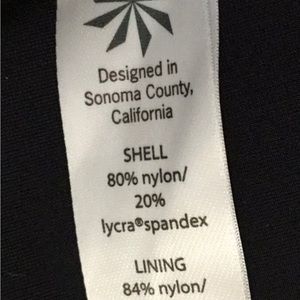 Designed in
Sonoma County,
California
SHELL
80% nylon/
20%
lycra®spandex
LINING
84% nylon/